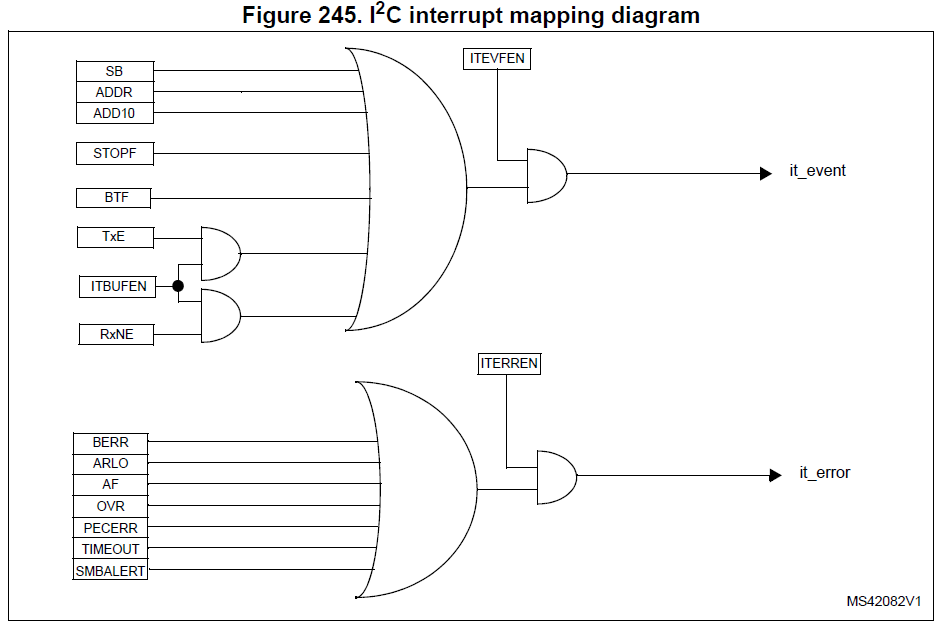 Figure 245. I2C interrupt mapping diagram
SB
ADDR
ADD10
STOPF
BTF
TxE
ITBUFEN
RxNE
ITEVFEN
it_event
ITERREN
BERR
ARLO
AF
OVR
PECERR
TIMEOUT
SMBALERT
it_error
MS42082V1